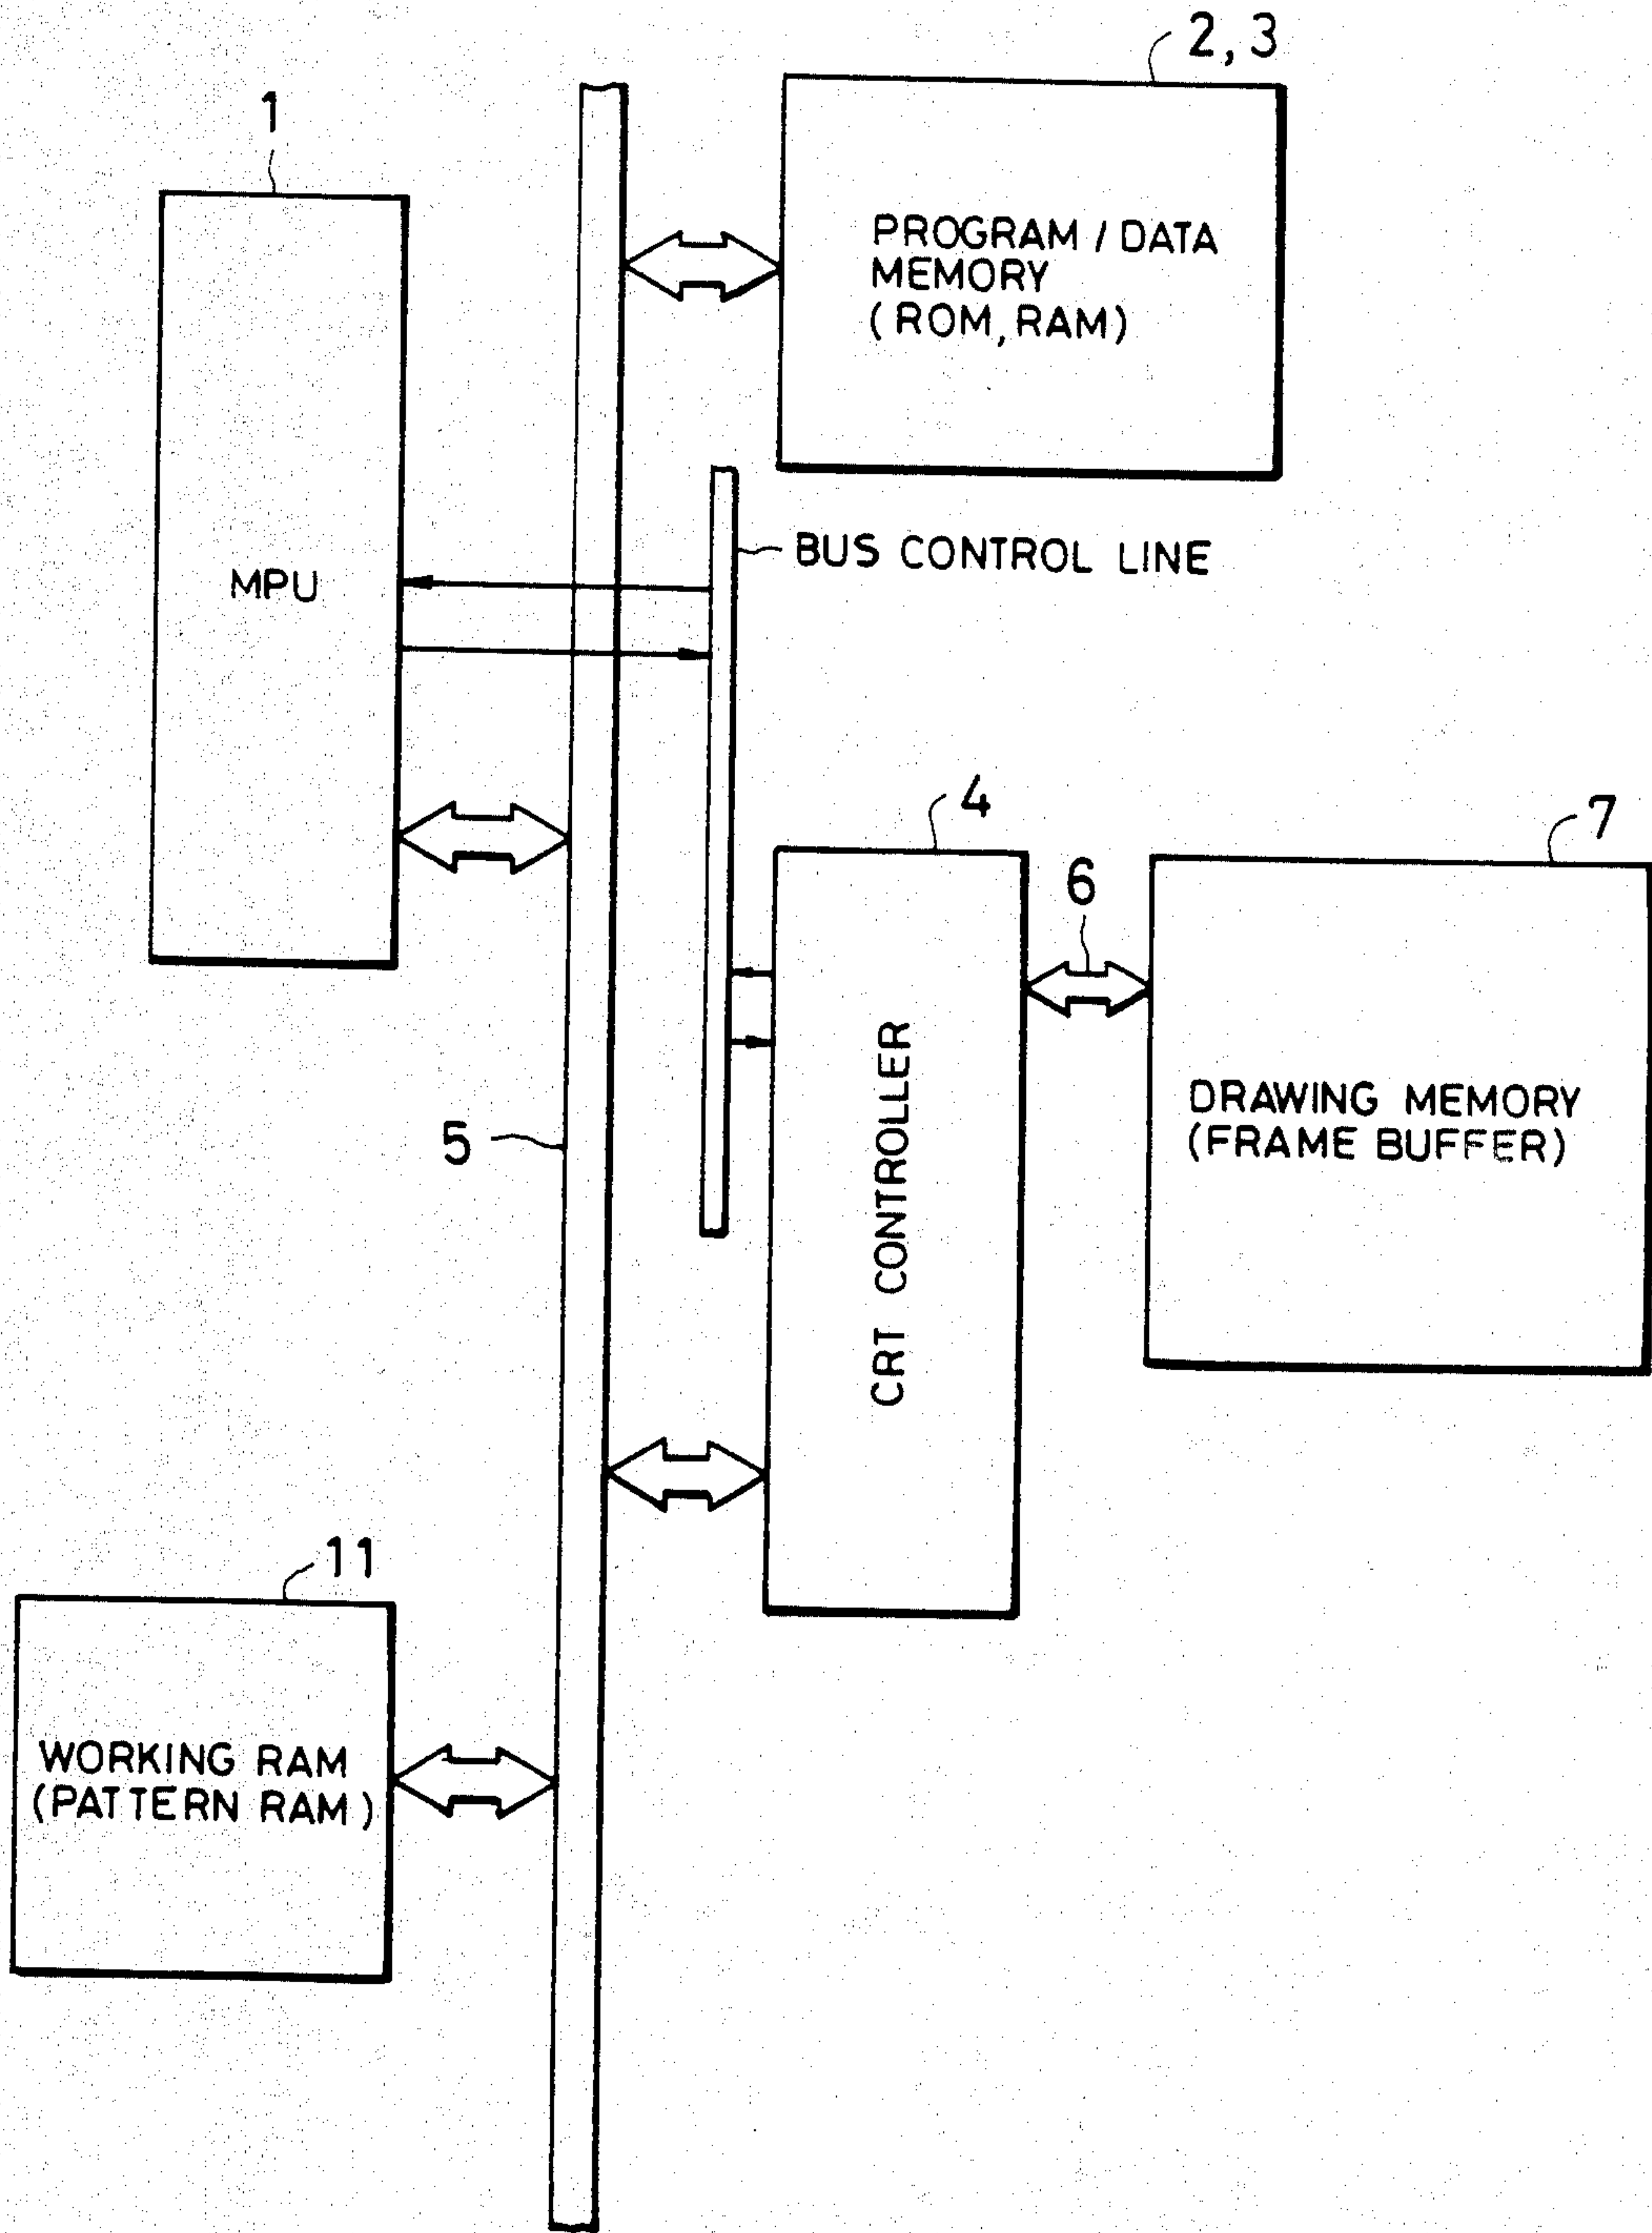 2, 3
1
PROGRAM / DATA
MEMORY
(ROM, RAM)
BUS CONTROL LINE
MPU
4
7
6
CRT CONTROLLER
DRAWING MEMORY
(FRAME BUFFER)
5
11
WORKING RAM
(PATTERN RAM)